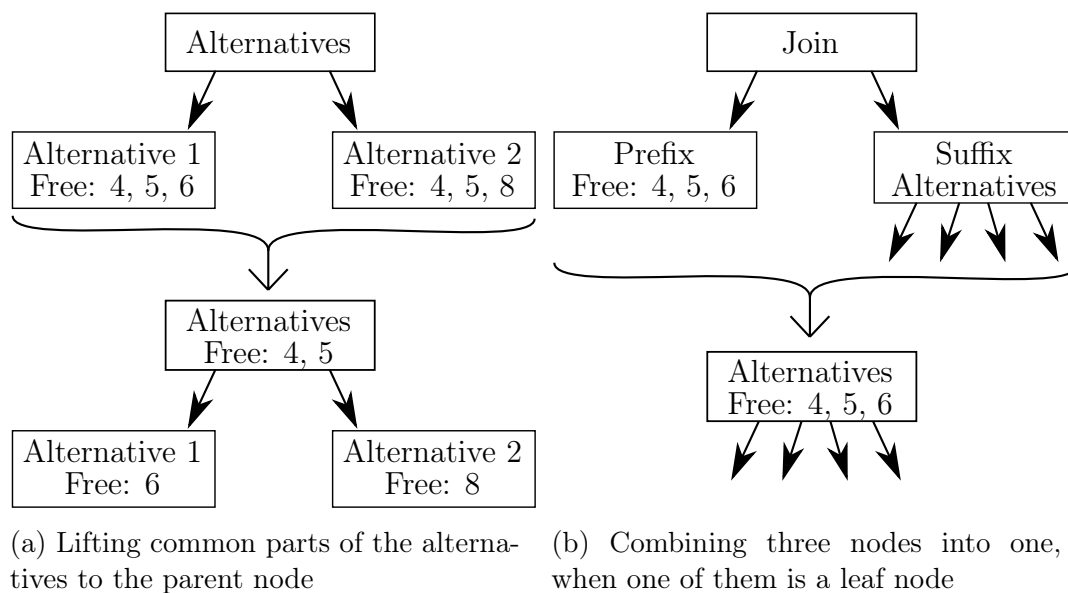 Alternatives
Alternative 1
Free: 4, 5, 6
Alternative 2
Free: 4, 5, 8
Alternatives
Free: 4, 5
Alternative 1
Free: 6
Alternative 2
Free: 8
(a) Lifting common parts of the alterna-
tives to the parent node
Join
Prefix
Free: 4, 5, 6
Suffix
Alternatives
Alternatives
Free: 4, 5, 6
(b) Combining three nodes into one,
when one of them is a leaf node